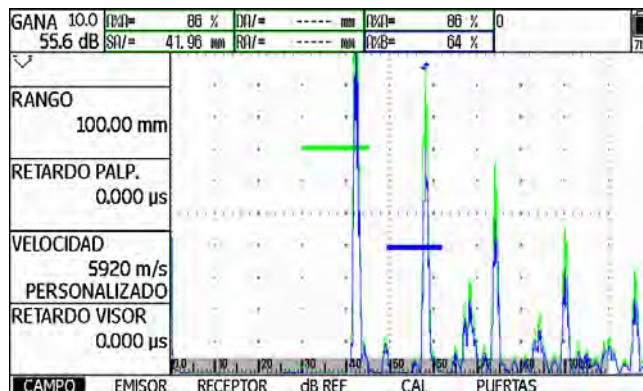 GANA 10.0
55.6 dB
A%A= 86 %
DA/= ----- mm
A%A= 86 %
0
SA/= 41.96 mm
RA/= ----- mm
A%B= 64 %
RANGO
100.00 mm
RETARDO PALP.
0.000 µs
VELOCIDAD
5920 m/s
PERSONALIZADO
RETARDO VISOR
0.000 µs
CAMPO EMISOR RECEPTOR dB REF CAL PUERTAS